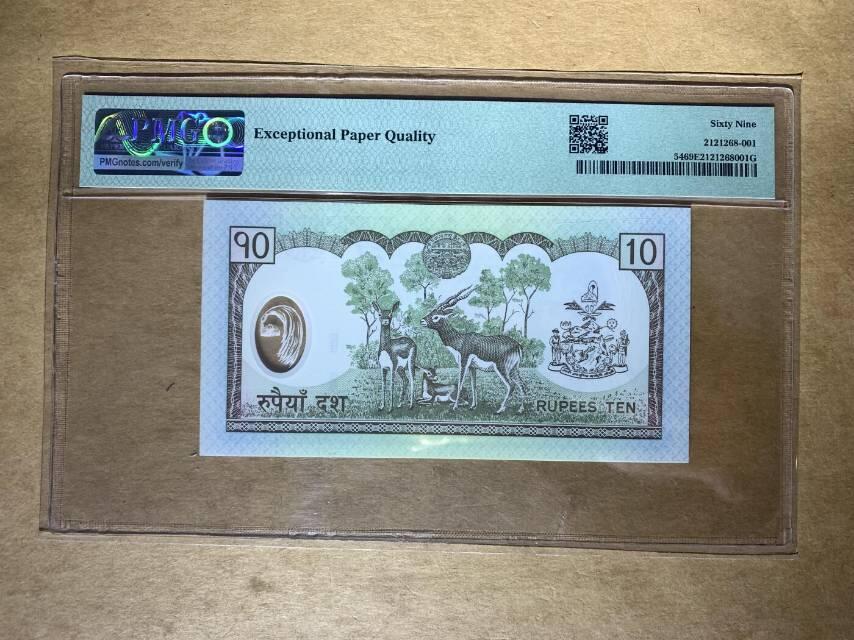 PMG
PMGnotes.com/verify
Exceptional Paper Quality
Sixty Nine
2121268-001
5469E2121268001G
१०
10
रुपैयाँ दश
RUPEES TEN